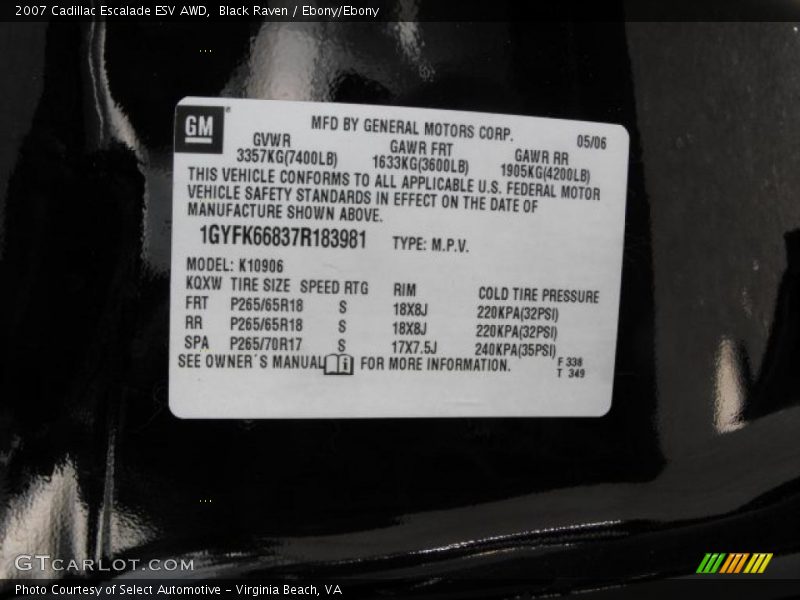 2007 Cadillac Escalade ESV AWD,  Black Raven / Ebony/Ebony
GM®
MFD BY GENERAL MOTORS CORP. 05/06
GVWR GAWR FRT GAWR RR
3357KG(7400LB) 1633KG(3600LB) 1905KG(4200LB)
THIS VEHICLE CONFORMS TO ALL APPLICABLE U.S. FEDERAL MOTOR
VEHICLE SAFETY STANDARDS IN EFFECT ON THE DATE OF
MANUFACTURE SHOWN ABOVE.
1GYFK66837R183981 TYPE: M.P.V.
MODEL: K10906
KQXW TIRE SIZE SPEED RTG RIM COLD TIRE PRESSURE
FRT P265/65R18 S 18X8J 220KPA(32PSI)
RR P265/65R18 S 18X8J 220KPA(32PSI)
SPA P265/70R17 S 17X7.5J 240KPA(35PSI)
SEE OWNER´S MANUAL i FOR MORE INFORMATION. F 338
T 349
GTCARLOT.COM
Photo Courtesy of Select Automotive – Virginia Beach, VA